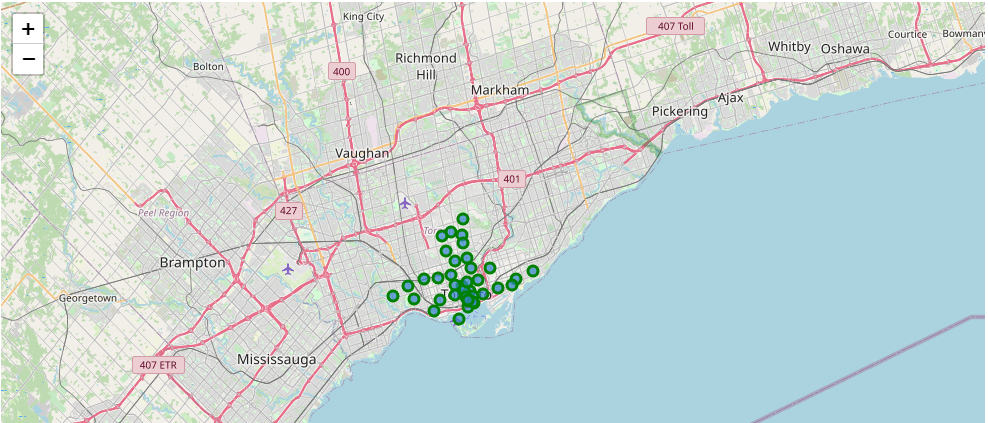 +
−
King City
407 Toll
Courtice
Whitby
Oshawa
Richmond
Hill
Bolton
400
Markham
Ajax
Pickering
Vaughan
401
Peel Region
427
Brampton
Georgetown
Mississauga
407 ETR